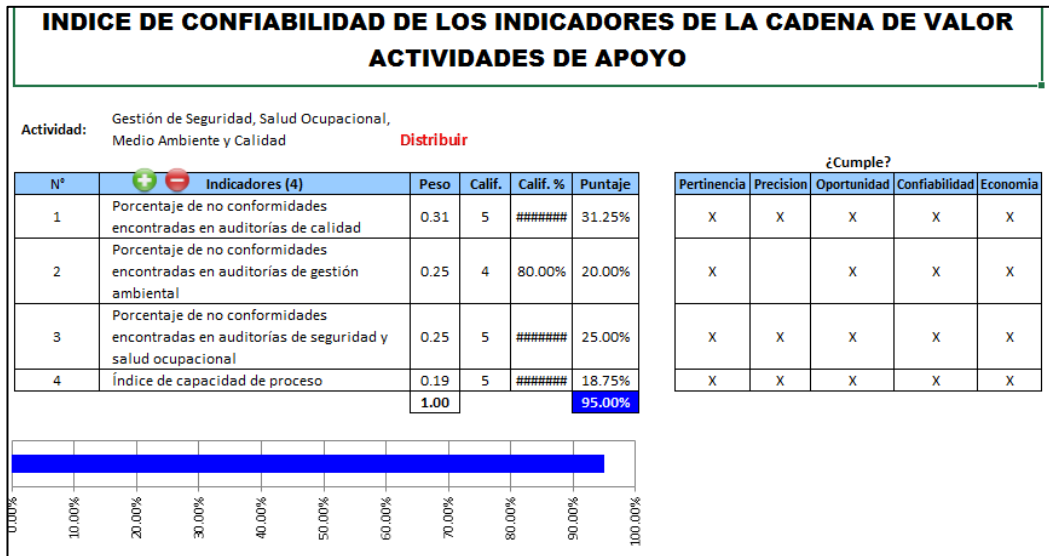 INDICE DE CONFIABILIDAD DE LOS INDICADORES DE LA CADENA DE VALOR
ACTIVIDADES DE APOYO
Actividad: Gestión de Seguridad, Salud Ocupacional,
Medio Ambiente y Calidad
Distribuir
¿Cumple?
N° Indicadores (4) Peso Calif. Calif. % Puntaje Pertinencia Precision Oportunidad Confiabilidad Economia
1 Porcentaje de no conformidades
encontradas en auditorías de calidad 0.31 5 ####### 31.25% X X X X X
Porcentaje de no conformidades
2 encontradas en auditorías de gestión 0.25 4 80.00% 20.00% X X X X
ambiental
Porcentaje de no conformidades
3 encontradas en auditorías de seguridad y 0.25 5 ####### 25.00% X X X X X
salud ocupacional
4 Índice de capacidad de proceso 0.19 5 ####### 18.75% X X X X X
1.00 95.00%
0.00% 10.00% 20.00% 30.00% 40.00% 50.00% 60.00% 70.00% 80.00% 90.00% 100.00%